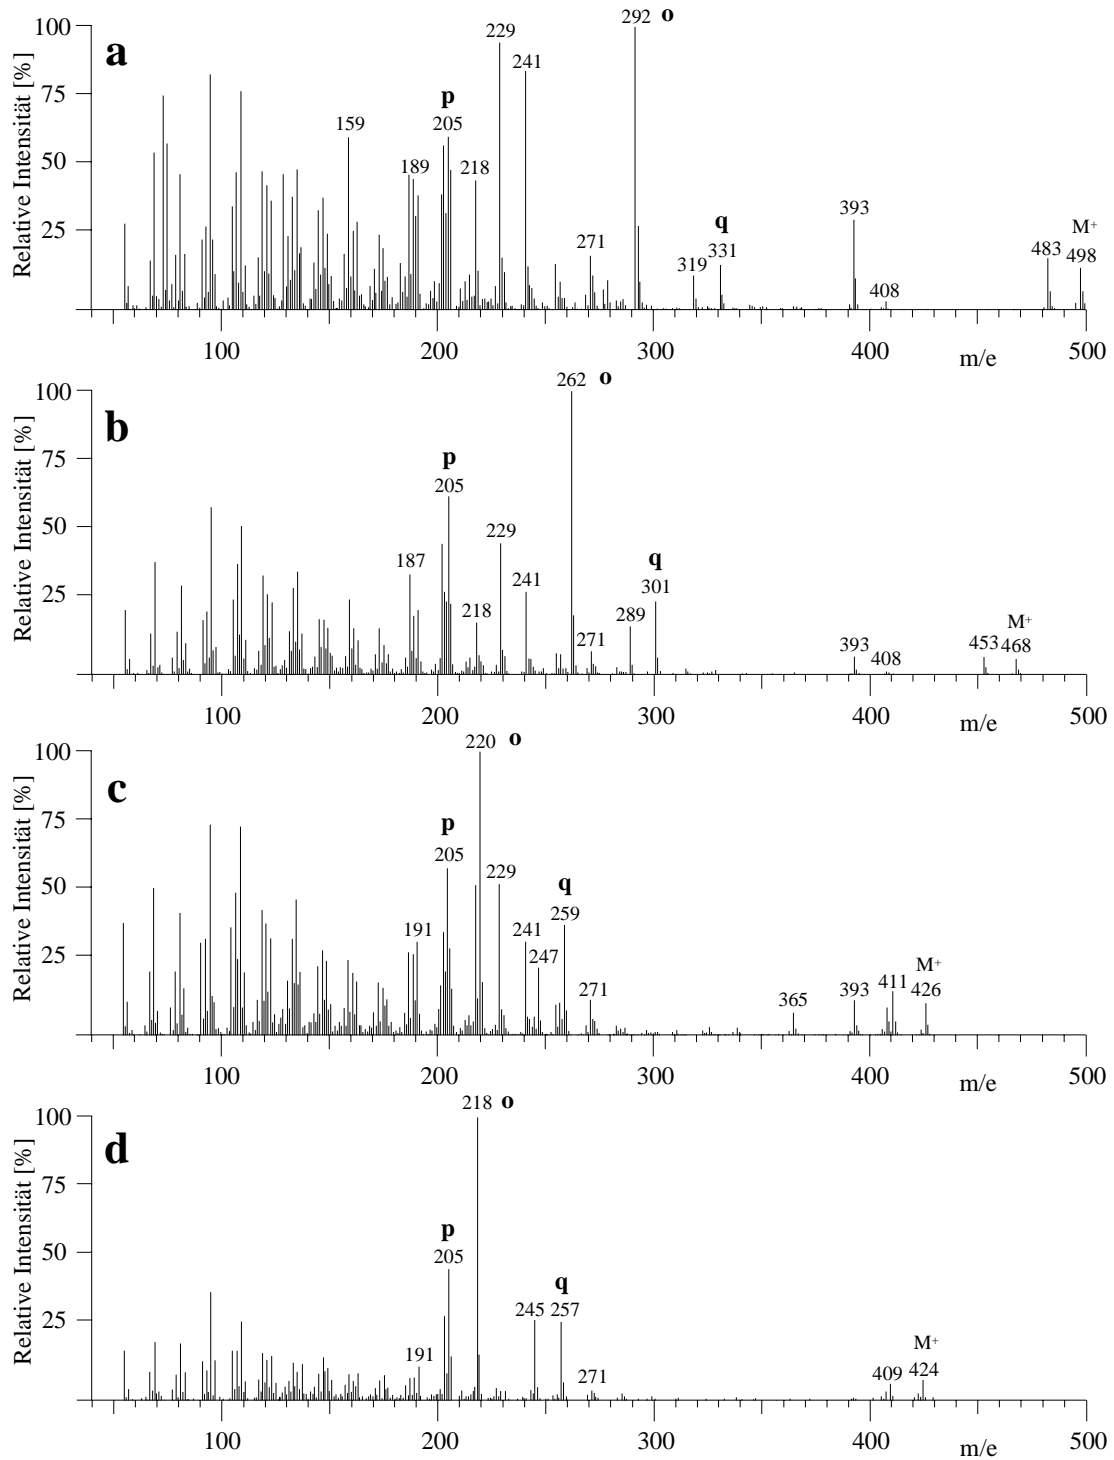 a
Relative Intensität [%]
100
75
50
25
159
189
p
205
218
229
241
271
292 o
319
q
331
393
408
483
M+
498
100
200
300
400
m/e
500
b
Relative Intensität [%]
100
75
50
25
187
p
205
218
229
241
262 o
271
289
q
301
393
408
453
M+
468
100
200
300
400
m/e
500
c
Relative Intensität [%]
100
75
50
25
191
p
205
220 o
229
241
247
q
259
271
365
393
411
M+
426
100
200
300
400
m/e
500
d
Relative Intensität [%]
100
75
50
25
191
p
205
218 o
245
q
257
271
409
M+
424
100
200
300
400
m/e
500